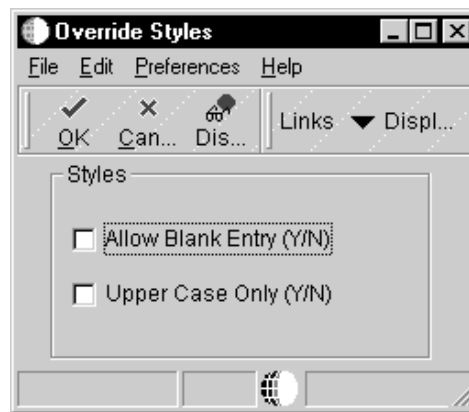 Override Styles
File Edit Preferences Help
OK Can... Dis... Links Displ...
Styles
Allow Blank Entry (Y/N)
Upper Case Only (Y/N)